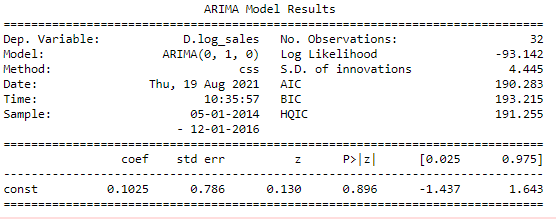 ARIMA Model Results
==============================================================================
Dep. Variable: D.log_sales No. Observations: 32
Model: ARIMA(0, 1, 0) Log Likelihood -93.142
Method: css S.D. of innovations 4.445
Date: Thu, 19 Aug 2021 AIC 190.283
Time: 10:35:57 BIC 193.215
Sample: 05-01-2014 HQIC 191.255
- 12-01-2016
==============================================================================
coef std err z P>|z| [0.025 0.975]
------------------------------------------------------------------------------
const 0.1025 0.786 0.130 0.896 -1.437 1.643
==============================================================================